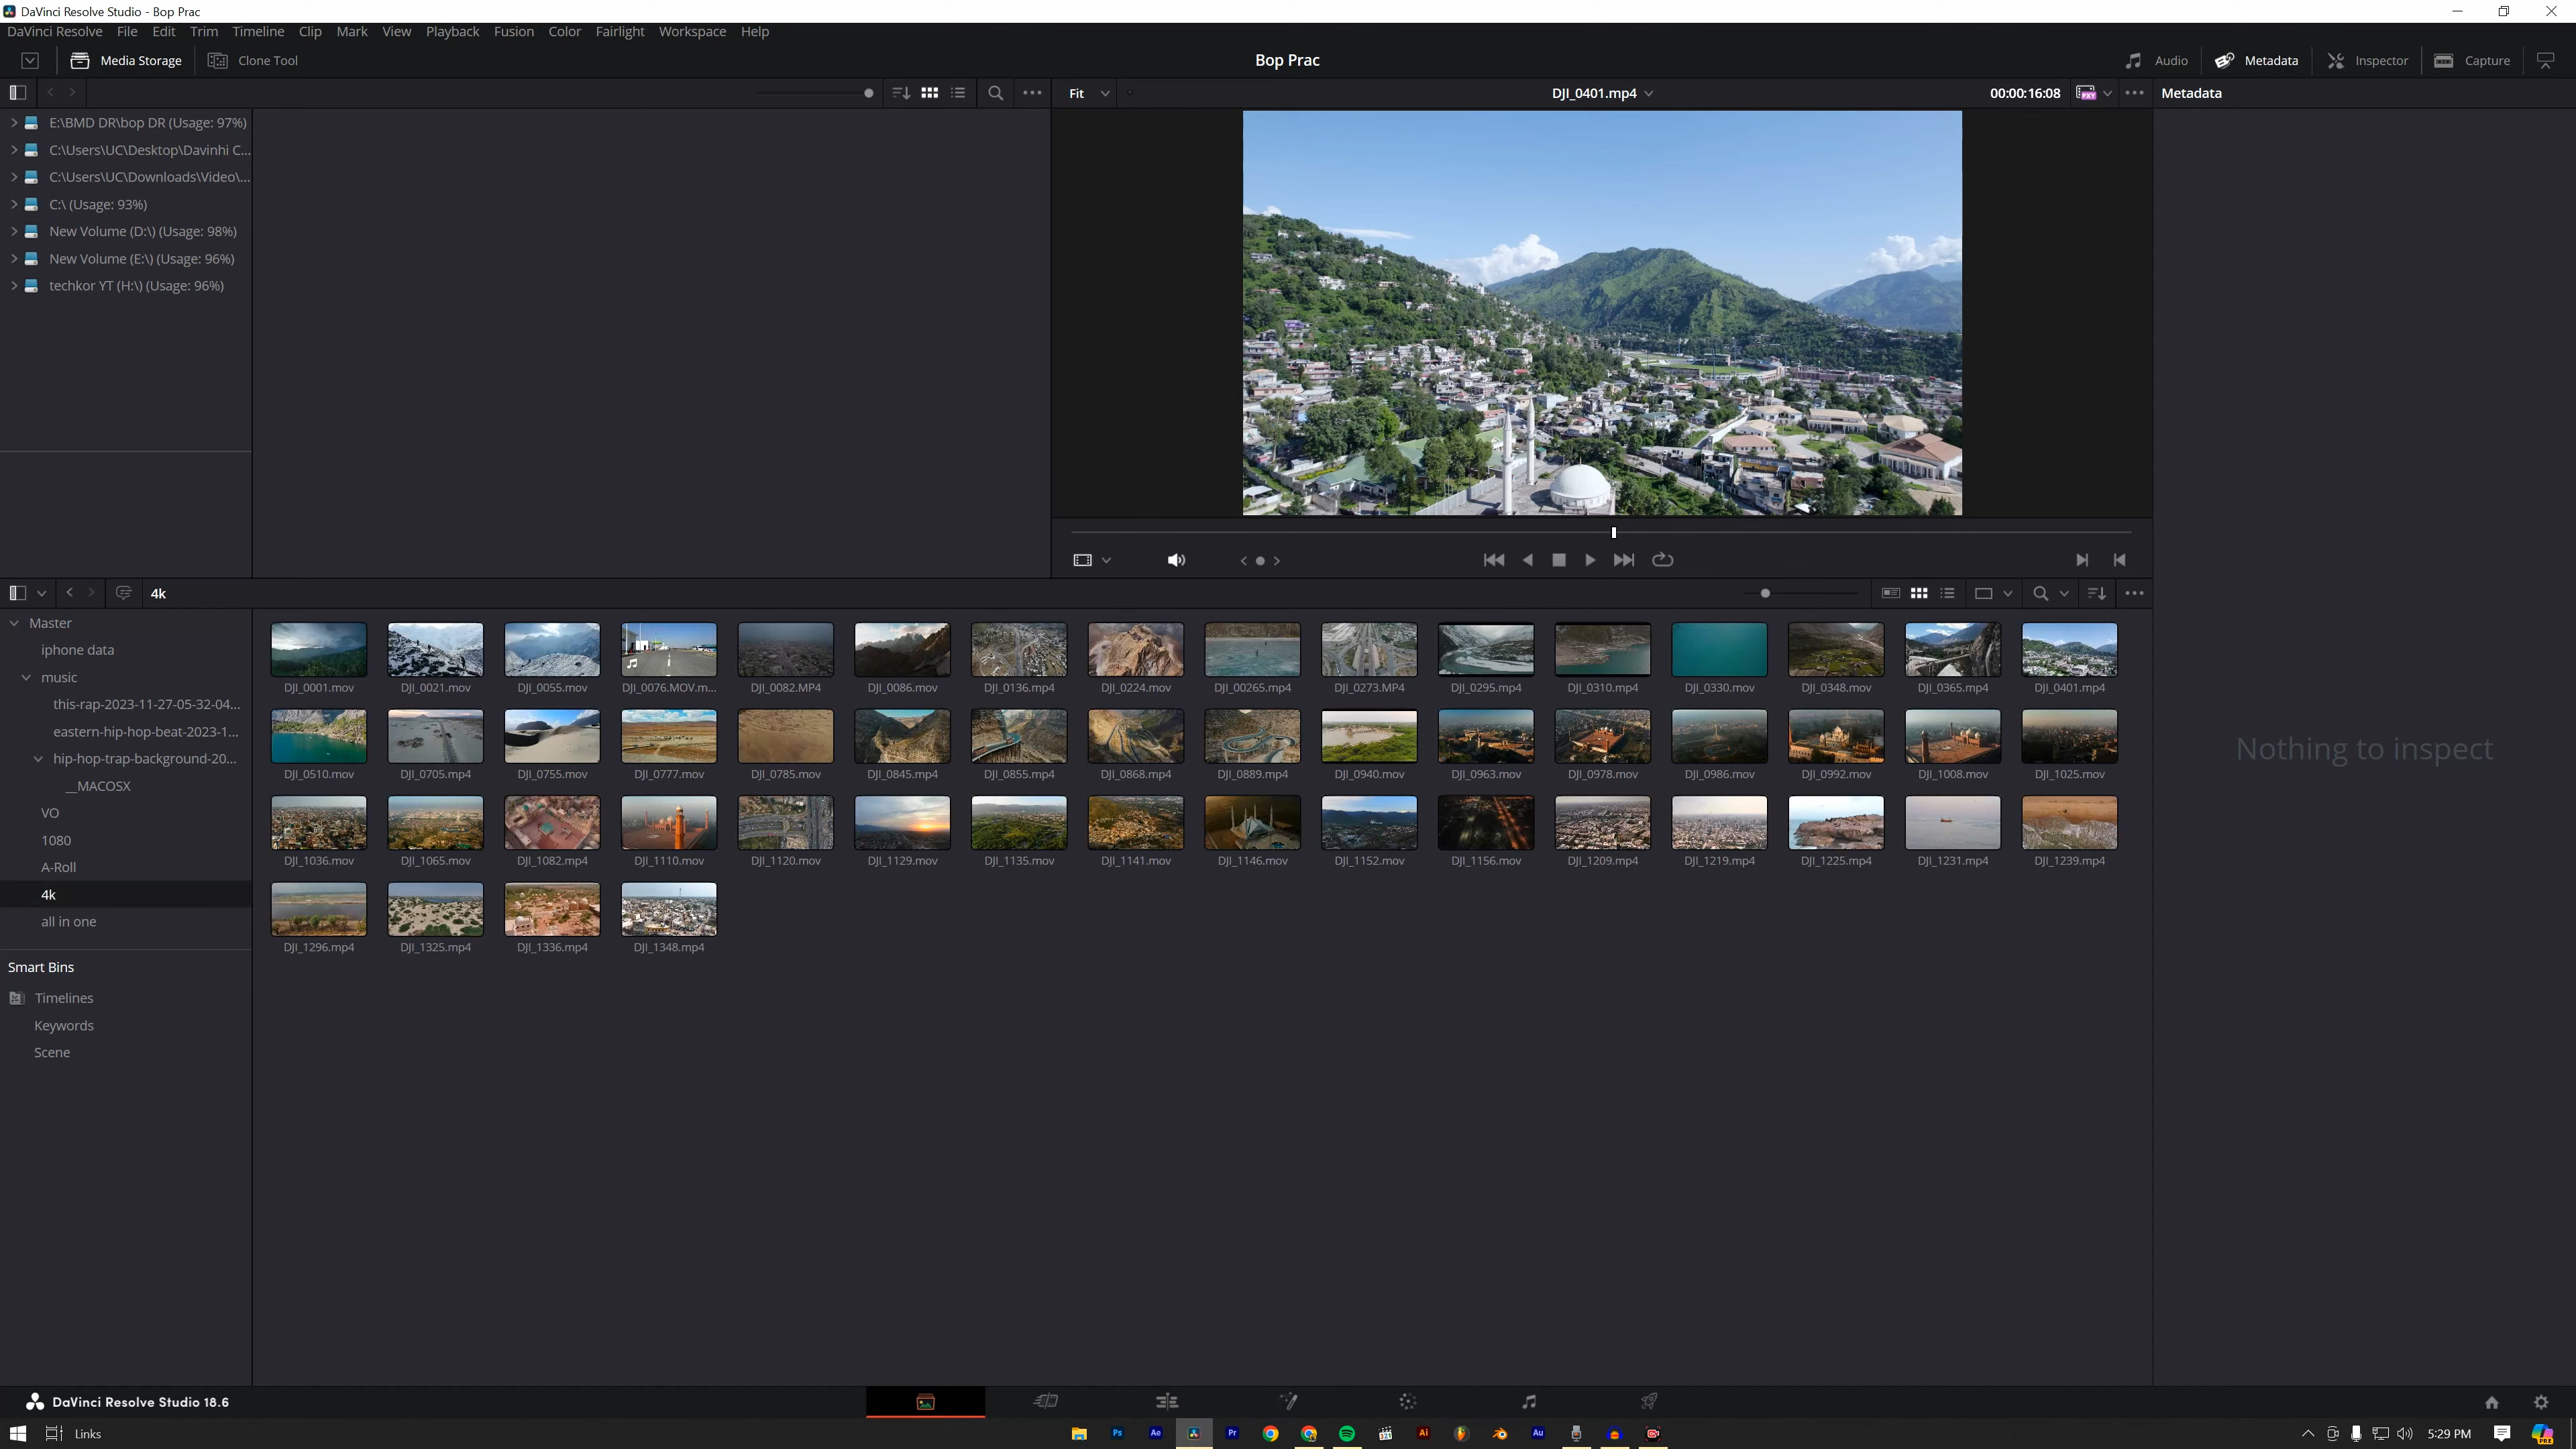 DaVinci Resolve Studio - Bop Prac
DaVinci Resolve File Edit Trim Timeline Clip Mark View Playback Fusion Color Fairlight Workspace Help
Media Storage Clone Tool Bop Prac Audio Metadata Inspector Capture
Fit DJI_0401.mp4 00:00:16:08 PXY Metadata
E:\BMD DR\bop DR (Usage: 97%)
C:\Users\UC\Desktop\Davinhi C...
C:\Users\UC\Downloads\Video\...
C:\ (Usage: 93%)
New Volume (D:\) (Usage: 98%)
New Volume (E:\) (Usage: 96%)
techkor YT (H:\) (Usage: 96%)
4k
Master
iphone data
music
this-rap-2023-11-27-05-32-04...
eastern-hip-hop-beat-2023-1...
hip-hop-trap-background-20...
__MACOSX
VO
1080
A-Roll
4k
all in one
Smart Bins
Timelines
Keywords
Scene
DJI_0001.mov DJI_0021.mov DJI_0055.mov DJI_0076.MOV.m... DJI_0082.MP4 DJI_0086.mov DJI_0136.mp4 DJI_0224.mov DJI_00265.mp4 DJI_0273.MP4 DJI_0295.mp4 DJI_0310.mp4 DJI_0330.mov DJI_0348.mov DJI_0365.mp4 DJI_0401.mp4
DJI_0510.mov DJI_0705.mp4 DJI_0755.mov DJI_0777.mov DJI_0785.mov DJI_0845.mp4 DJI_0855.mp4 DJI_0868.mp4 DJI_0889.mp4 DJI_0940.mov DJI_0963.mov DJI_0978.mov DJI_0986.mov DJI_0992.mov DJI_1008.mov DJI_1025.mov
DJI_1036.mov DJI_1065.mov DJI_1082.mp4 DJI_1110.mov DJI_1120.mov DJI_1129.mov DJI_1135.mov DJI_1141.mov DJI_1146.mov DJI_1152.mov DJI_1156.mov DJI_1209.mp4 DJI_1219.mp4 DJI_1225.mp4 DJI_1231.mp4 DJI_1239.mp4
DJI_1296.mp4 DJI_1325.mp4 DJI_1336.mp4 DJI_1348.mp4
Nothing to inspect
DaVinci Resolve Studio 18.6
Links Ps Ae Pr Ai Au 5:29 PM PRE